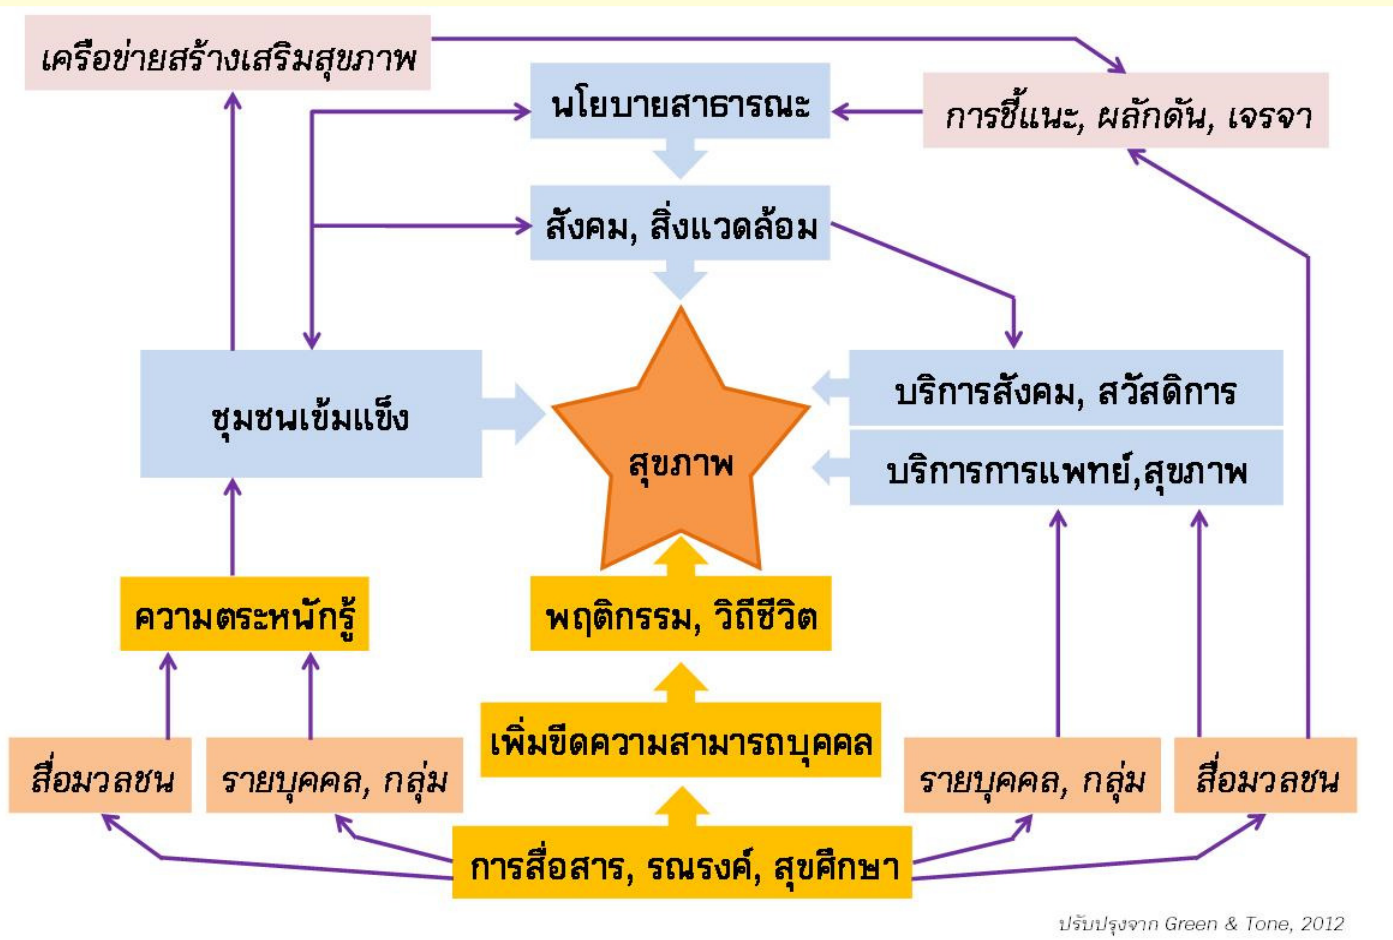 เครือข่ายสร้างเสริมสุขภาพ
นโยบายสาธารณะ
การชี้แนะ, ผลักดัน, เจรจา
สังคม, สิ่งแวดล้อม
ชุมชนเข้มแข็ง
บริการสังคม, สวัสดิการ
สุขภาพ
บริการการแพทย์,สุขภาพ
ความตระหนักรู้
พฤติกรรม, วิถีชีวิต
เพิ่มขีดความสามารถบุคคล
สื่อมวลชน
รายบุคคล, กลุ่ม
รายบุคคล, กลุ่ม
สื่อมวลชน
การสื่อสาร, รณรงค์, สุขศึกษา
ปรับปรุงจาก Green & Tone, 2012